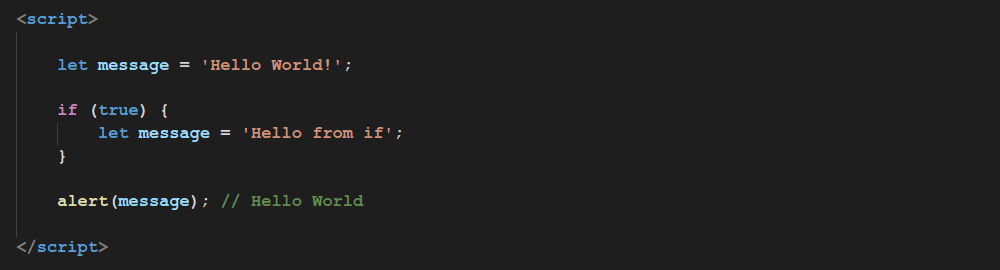 <script>
let message = 'Hello World!';
if (true) {
let message = 'Hello from if';
}
alert(message); // Hello World
</script>